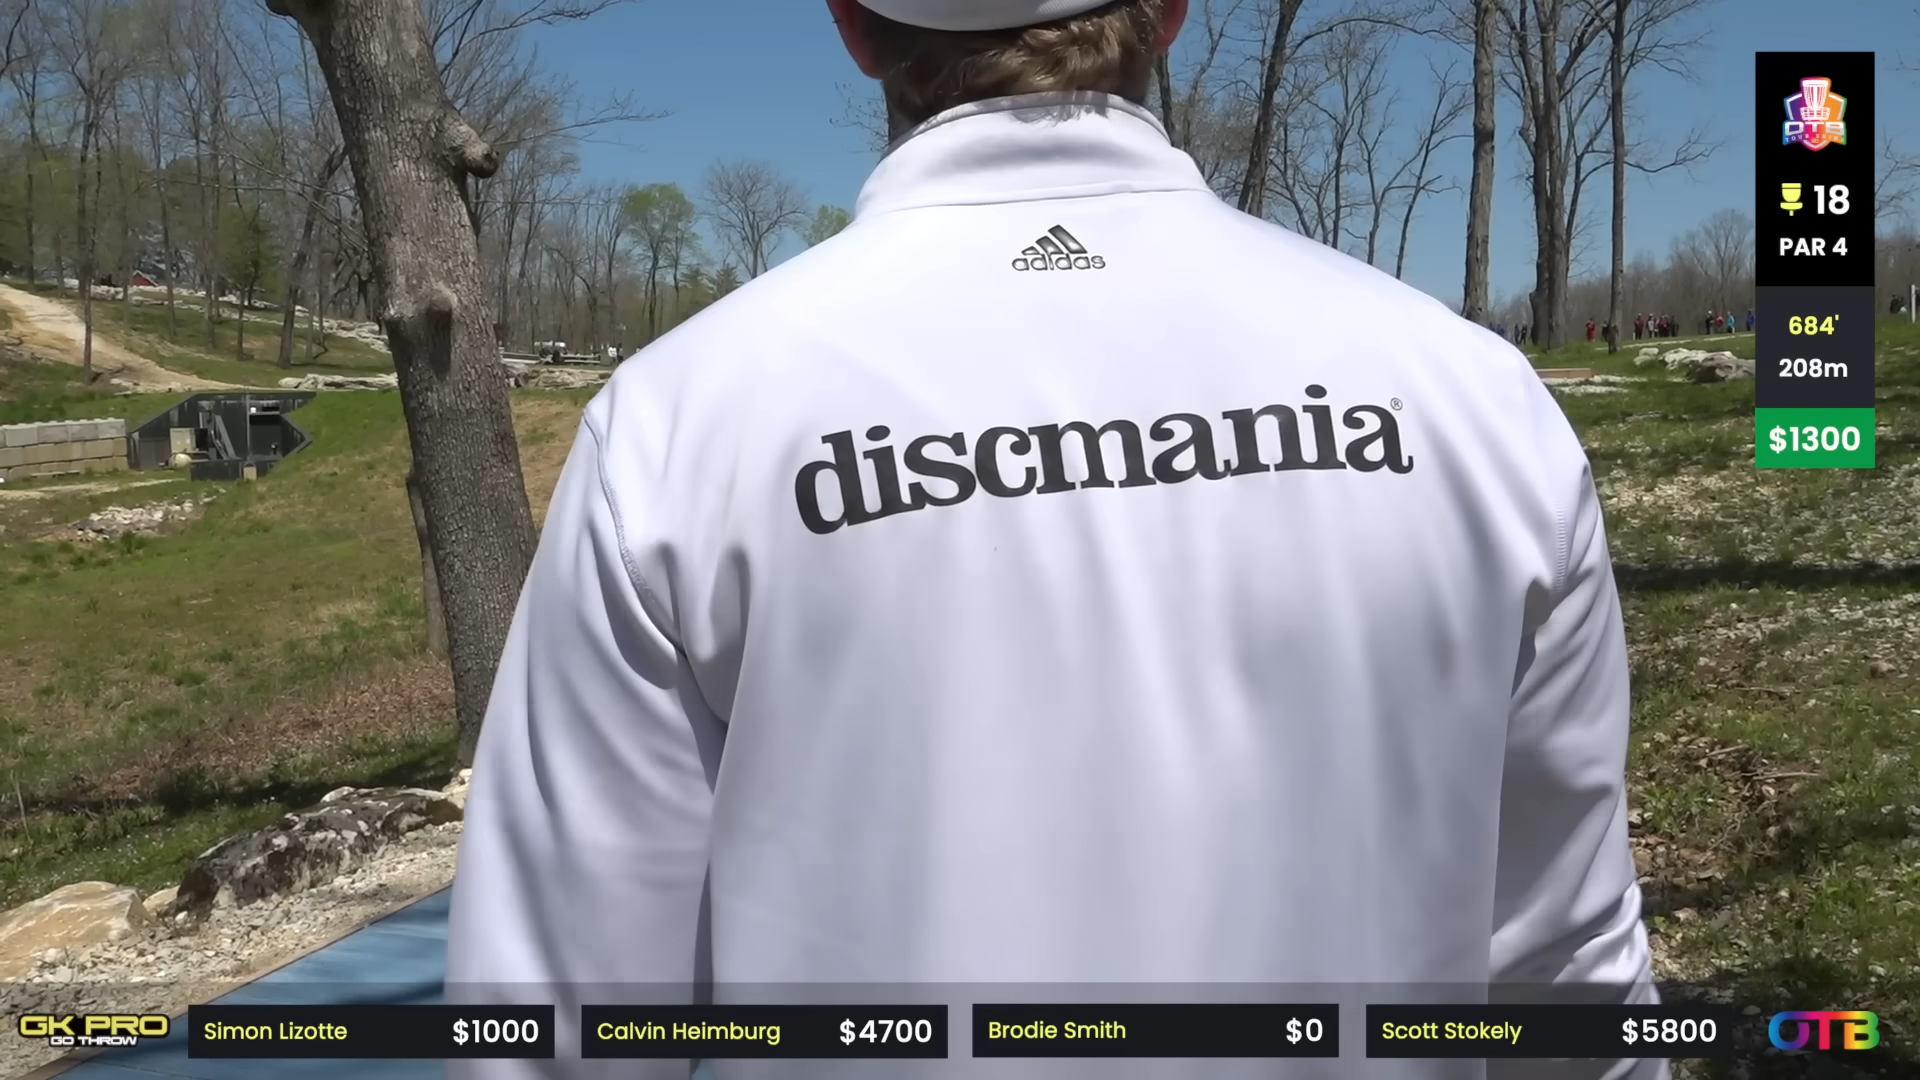 adidas
discmania®
OTB
18
PAR 4
684'
208m
$1300
GK PRO
GO THROW
Simon Lizotte $1000
Calvin Heimburg $4700
Brodie Smith $0
Scott Stokely $5800
OTB